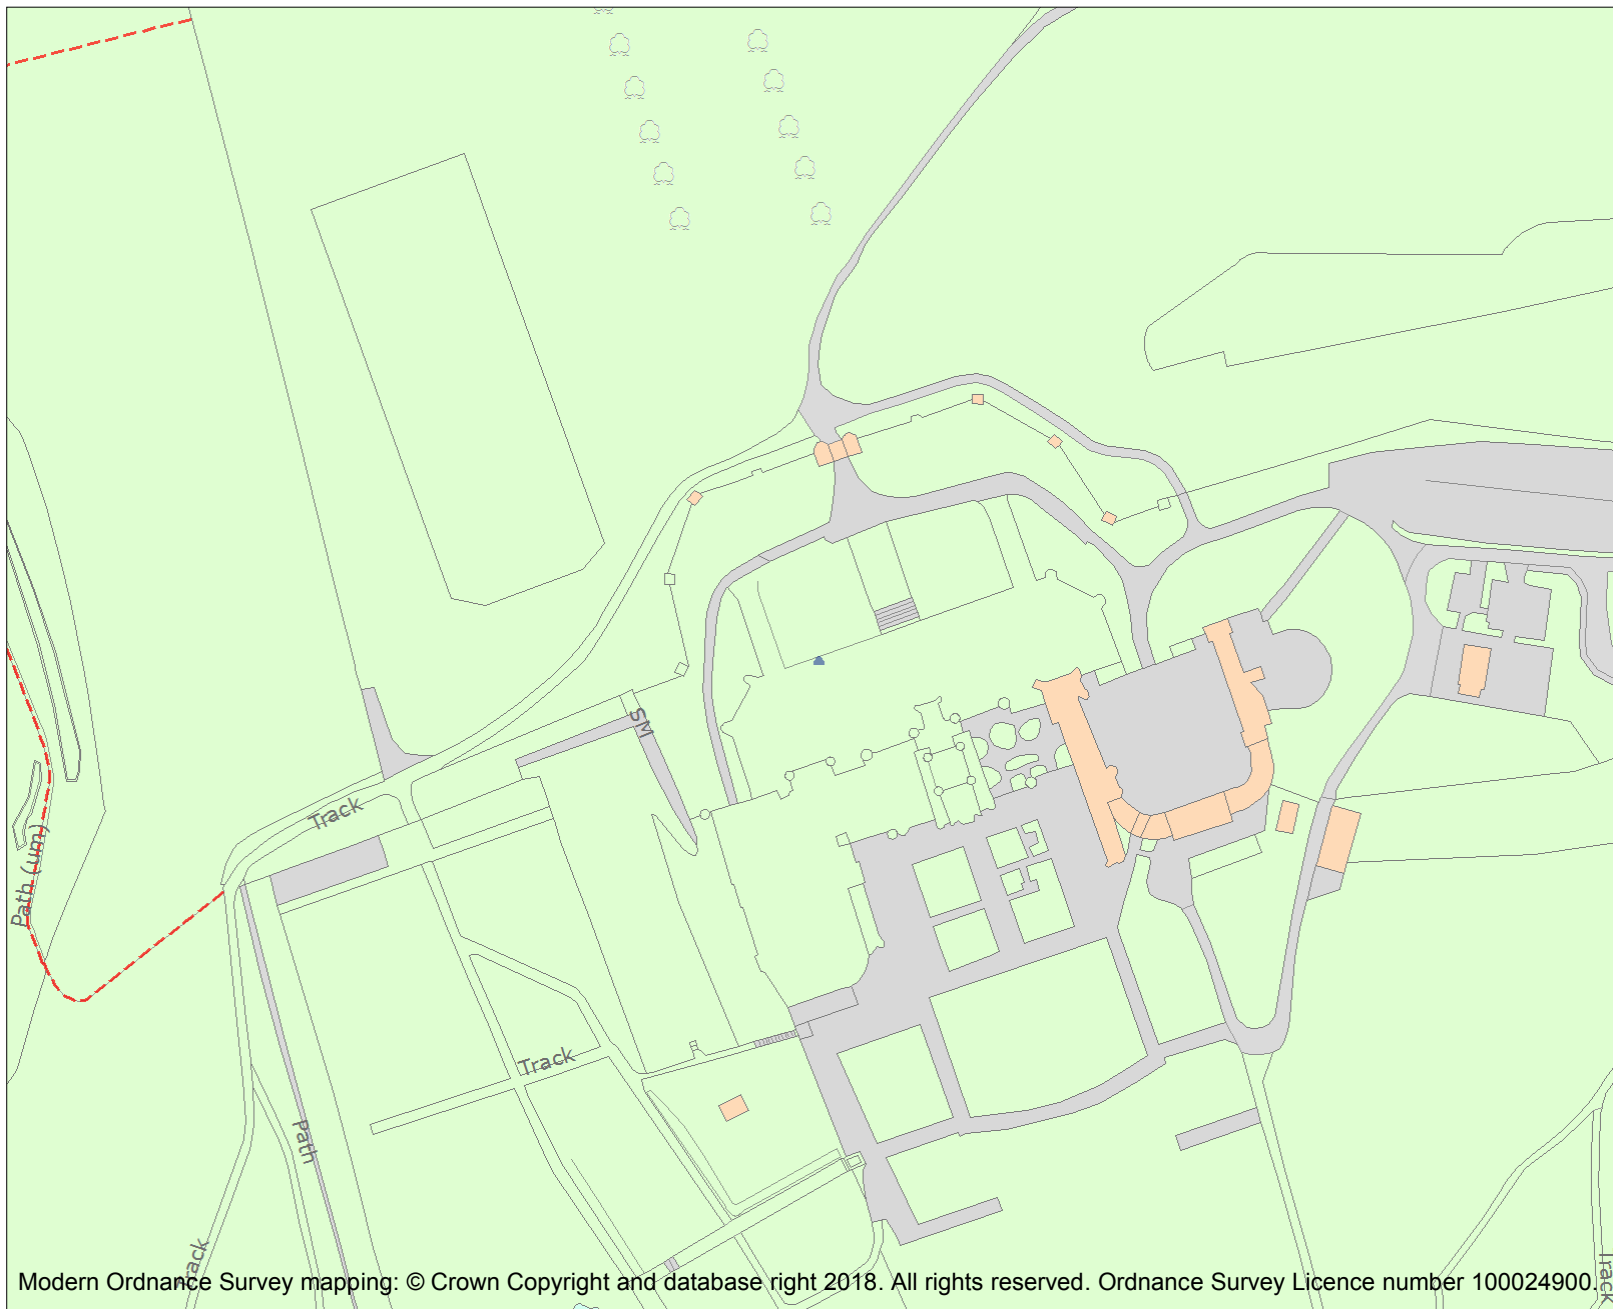 SM
Track
Path (um)
Track
Path
Track
Track
Modern Ordnance Survey mapping: © Crown Copyright and database right 2018. All rights reserved. Ordnance Survey Licence number 100024900.